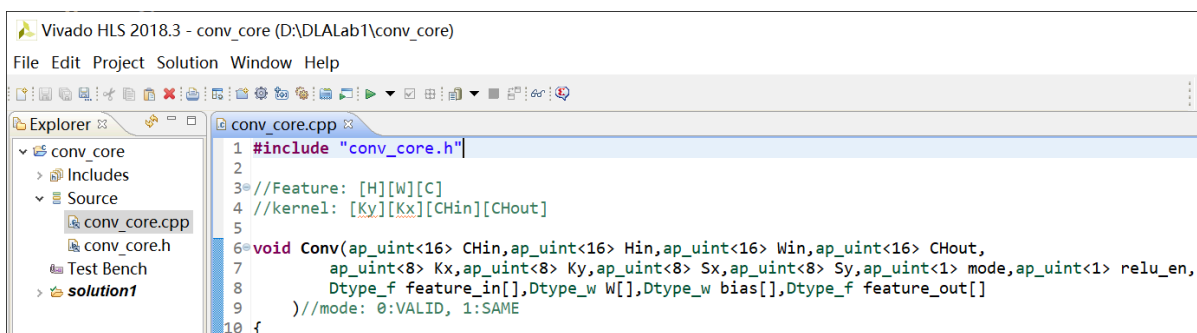 Vivado HLS 2018.3 - conv_core (D:\DLALab1\conv_core)
File Edit Project Solution Window Help
Explorer
conv_core.cpp
conv_core
Includes
Source
conv_core.cpp
conv_core.h
Test Bench
solution1
1 #include "conv_core.h"
2
3 //Feature: [H][W][C]
4 //kernel: [Ky][Kx][CHin][CHout]
5
6 void Conv(ap_uint<16> CHin,ap_uint<16> Hin,ap_uint<16> Win,ap_uint<16> CHout,
7 ap_uint<8> Kx,ap_uint<8> Ky,ap_uint<8> Sx,ap_uint<8> Sy,ap_uint<1> mode,ap_uint<1> relu_en,
8 Dtype_f feature_in[],Dtype_w W[],Dtype_w bias[],Dtype_f feature_out[]
9 )//mode: 0:VALID, 1:SAME
10 {